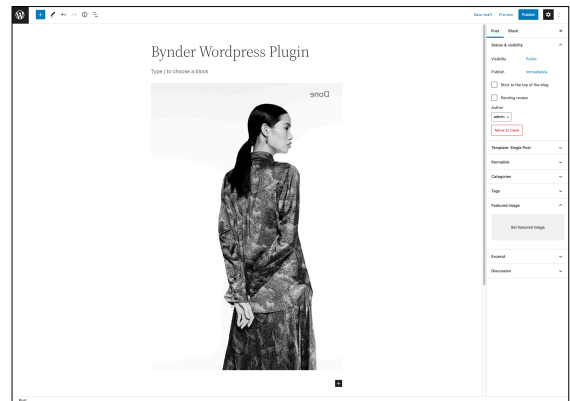 Save draft Preview Publish
Bynder Wordpress Plugin
Type / to choose a block
Done
Post Block
Status & visibility
Visibility Public
Publish Immediately
Stick to the top of the blog
Pending review
Author
admin
Move to trash
Template: Single Post
Permalink
Categories
Tags
Featured image
Set featured image
Excerpt
Discussion
Post